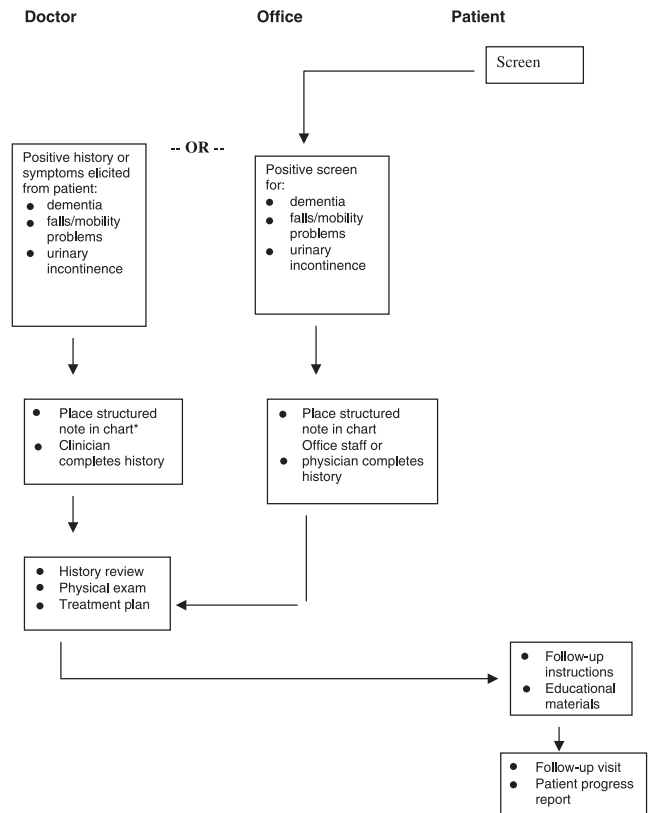 Doctor Office Patient
Screen
-- OR --
Positive history or
symptoms elicited
from patient:
● dementia
● falls/mobility
problems
● urinary
incontinence
Positive screen
for:
● dementia
● falls/mobility
problems
● urinary
incontinence
● Place structured
note in chart*
● Clinician
completes history
● Place structured
note in chart
Office staff or
● physician completes
history
● History review
● Physical exam
● Treatment plan
● Follow-up
instructions
● Educational
materials
● Follow-up visit
● Patient progress
report